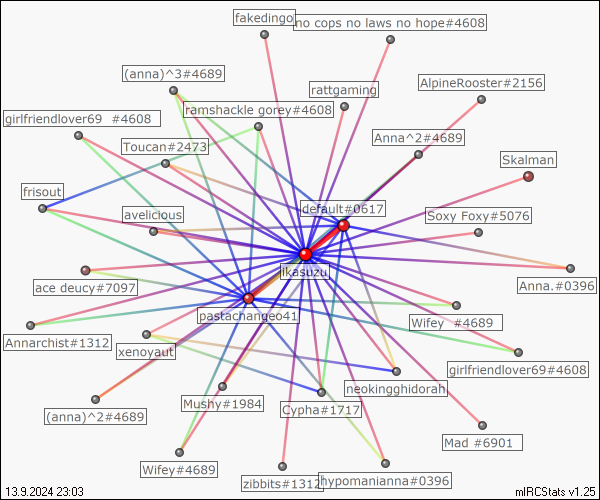 fakedingo
no cops no laws no hope#4608
(anna)^3#4689
rattgaming
AlpineRooster#2156
girlfriendlover69 #4608
ramshackle gorey#4608
Toucan#2473
Anna^2#4689
Skalman
frisout
avelicious
default#0617
Soxy Foxy#5076
ikasuzu
ace deucy#7097
Anna.#0396
pastachange041
Wifey #4689
Annarchist#1312
xenoyaut
girlfriendlover69#4608
neokingghidorah
(anna)^2#4689
Mushy#1984
Cypha#1717
Mad #6901
Wifey#4689
zibbits#1312
hypomanianna#0396
13.9.2024 23:03
mIRCStats v1.25